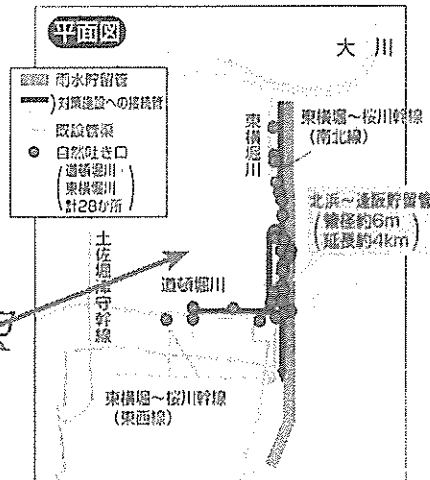 平面図
大川
雨水貯留管
対策施設への接続管
既設管渠
自然吐き口
(道頓堀川・
東横堀川
計28か所)
東横堀川
東横堀~桜川幹線
(南北線)
北浜~逢阪貯留管
(管径約6m
延長約4km)
土佐堀津守幹線
道頓堀川
東横堀~桜川幹線
(東西線)